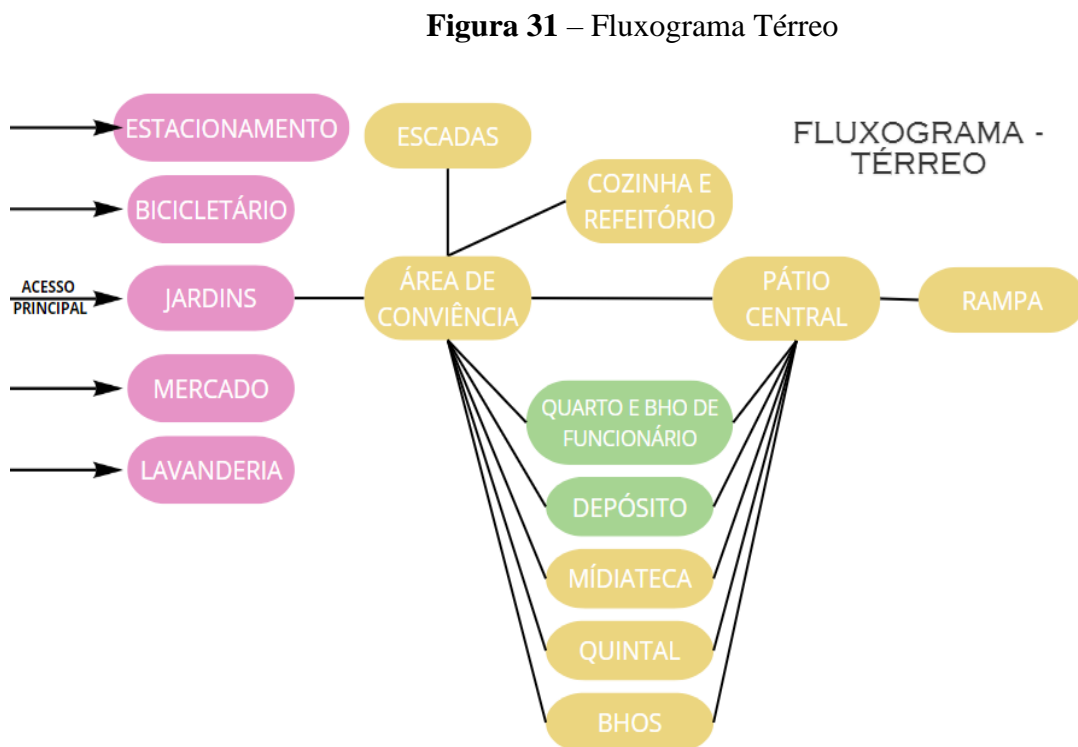 Figura 31 – Fluxograma Térreo
FLUXOGRAMA -
TÉRREO
ESTACIONAMENTO
BICICLETÁRIO
ACESSO
PRINCIPAL
JARDINS
MERCADO
LAVANDERIA
ESCADAS
COZINHA E
REFEITÓRIO
ÁREA DE
CONVIÊNCIA
PÁTIO
CENTRAL
RAMPA
QUARTO E BHO DE
FUNCIONÁRIO
DEPÓSITO
MÍDIATECA
QUINTAL
BHOS